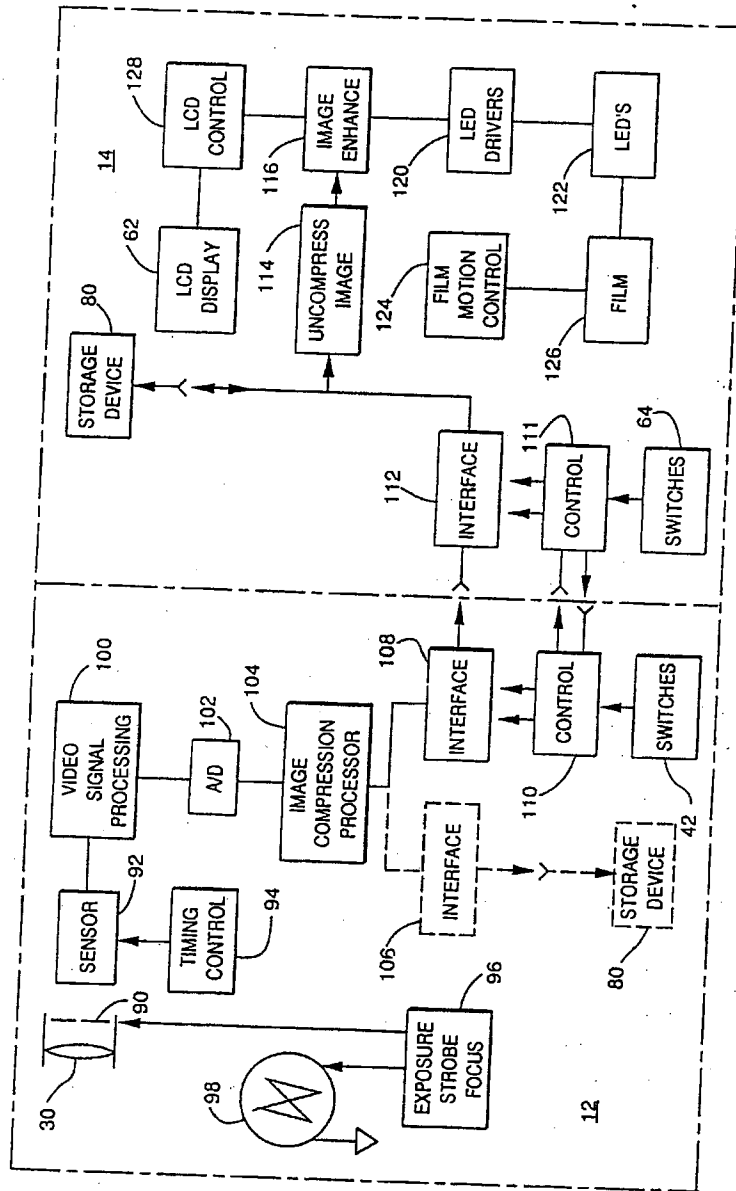 30
90
SENSOR
92
VIDEO
SIGNAL
PROCESSING
100
TIMING
CONTROL
94
A/D
102
98
EXPOSURE
STROBE
FOCUS
96
IMAGE
COMPRESSION
PROCESSOR
104
INTERFACE
106
INTERFACE
108
STORAGE
DEVICE
80
CONTROL
110
SWITCHES
42
12
14
STORAGE
DEVICE
80
LCD
DISPLAY
62
LCD
CONTROL
128
UNCOMPRESS
IMAGE
114
IMAGE
ENHANCE
116
INTERFACE
112
FILM
MOTION
CONTROL
124
LED
DRIVERS
120
CONTROL
111
FILM
126
LED'S
122
SWITCHES
64